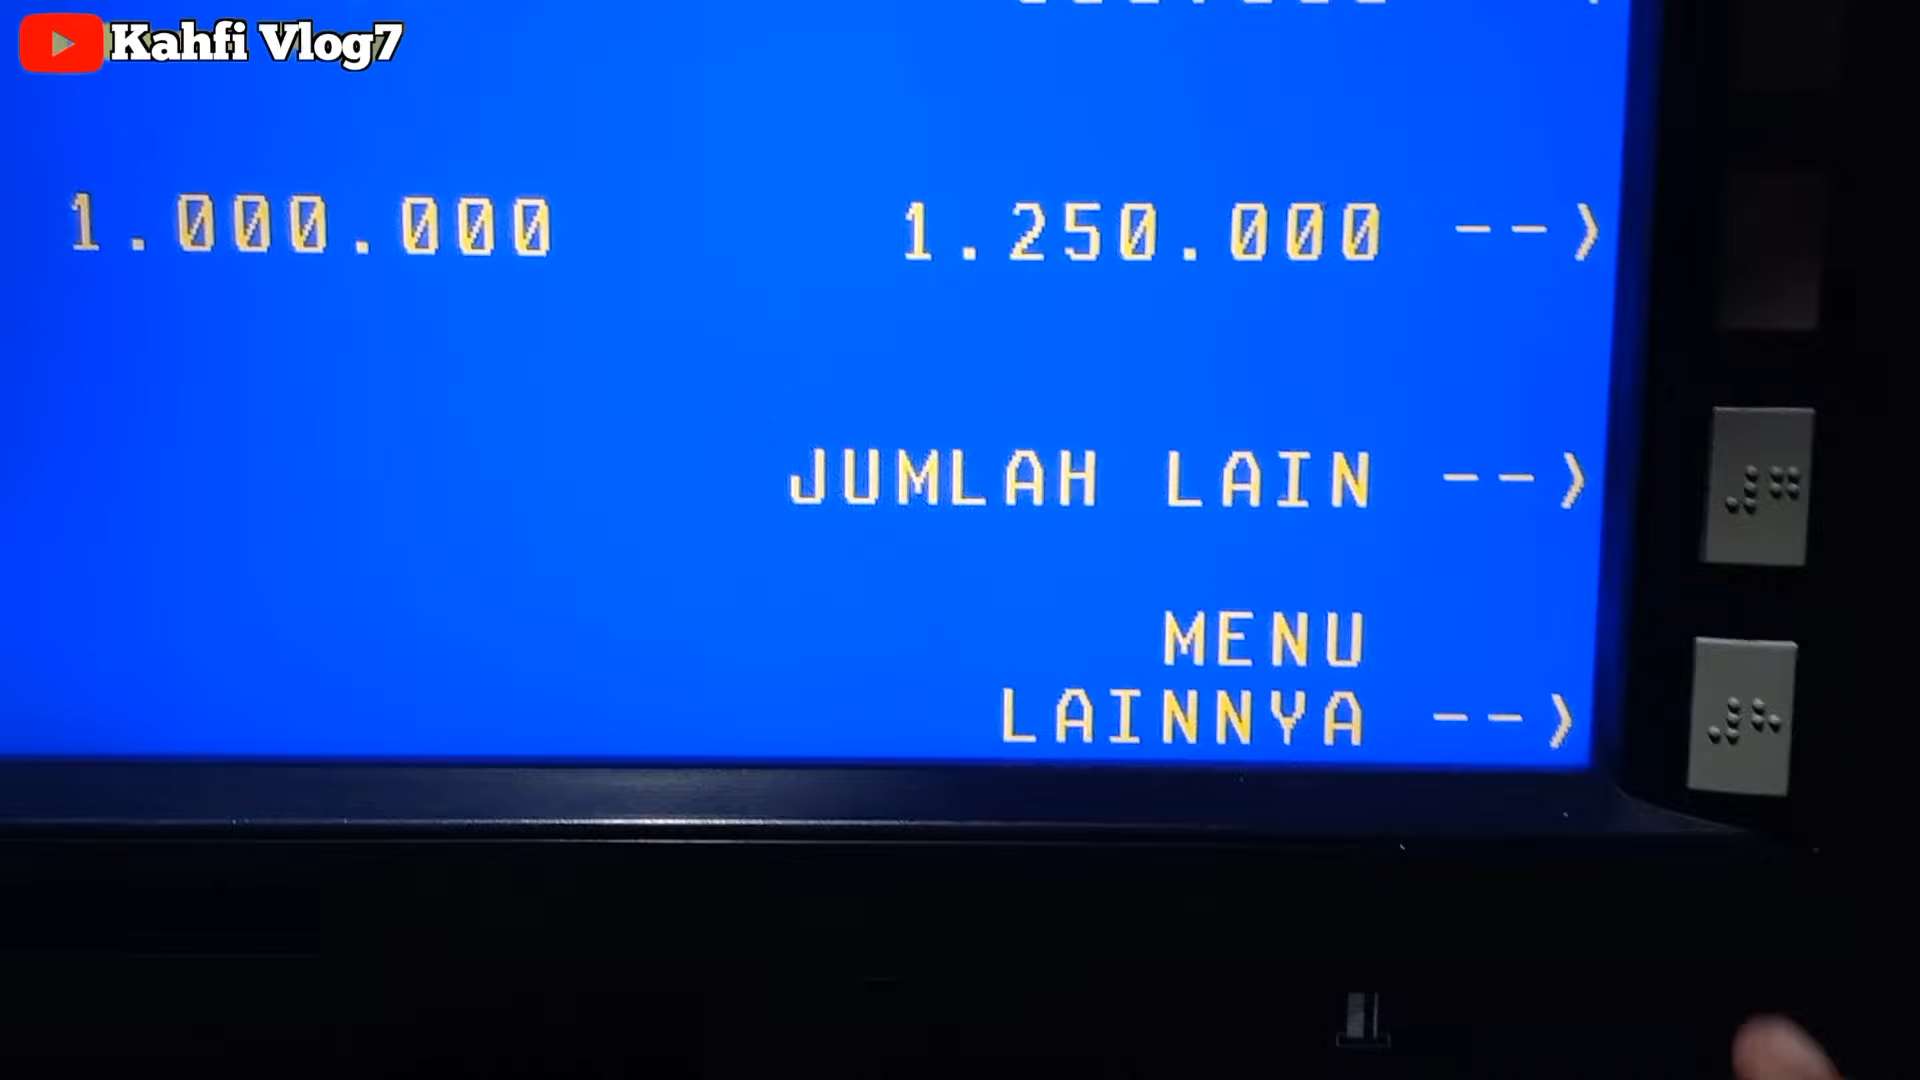 Kahfi Vlog7
1.000.000 1.250.000 -->
JUMLAH LAIN -->
MENU
LAINNYA -->